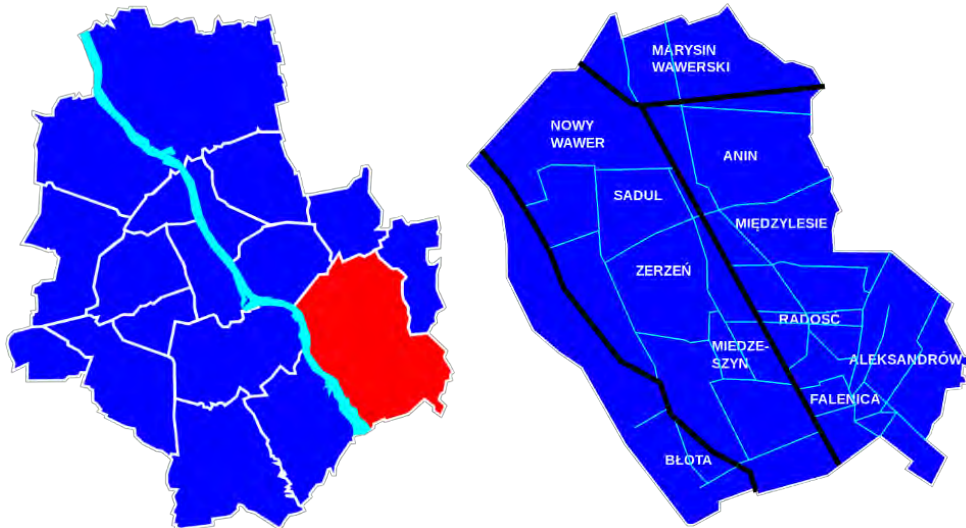 MARYSIN
WAWERSKI
NOWY
WAWER
ANIN
SADUL
MIĘDZYLESIE
ZERZEŃ
RADOŚĆ
MIEDZE-
SZYN
ALEKSANDRÓW
FALENICA
BŁOTA